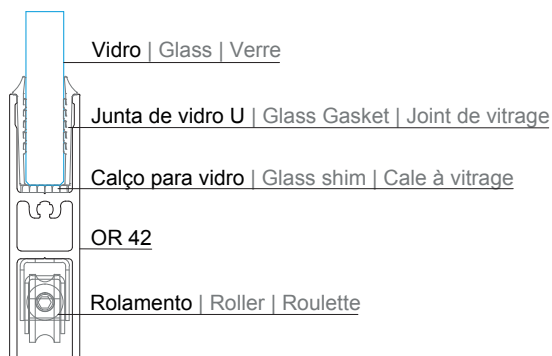 Vidro | Glass | Verre
Junta de vidro U | Glass Gasket | Joint de vitrage
Calço para vidro | Glass shim | Cale à vitrage
OR 42
Rolamento | Roller | Roulette